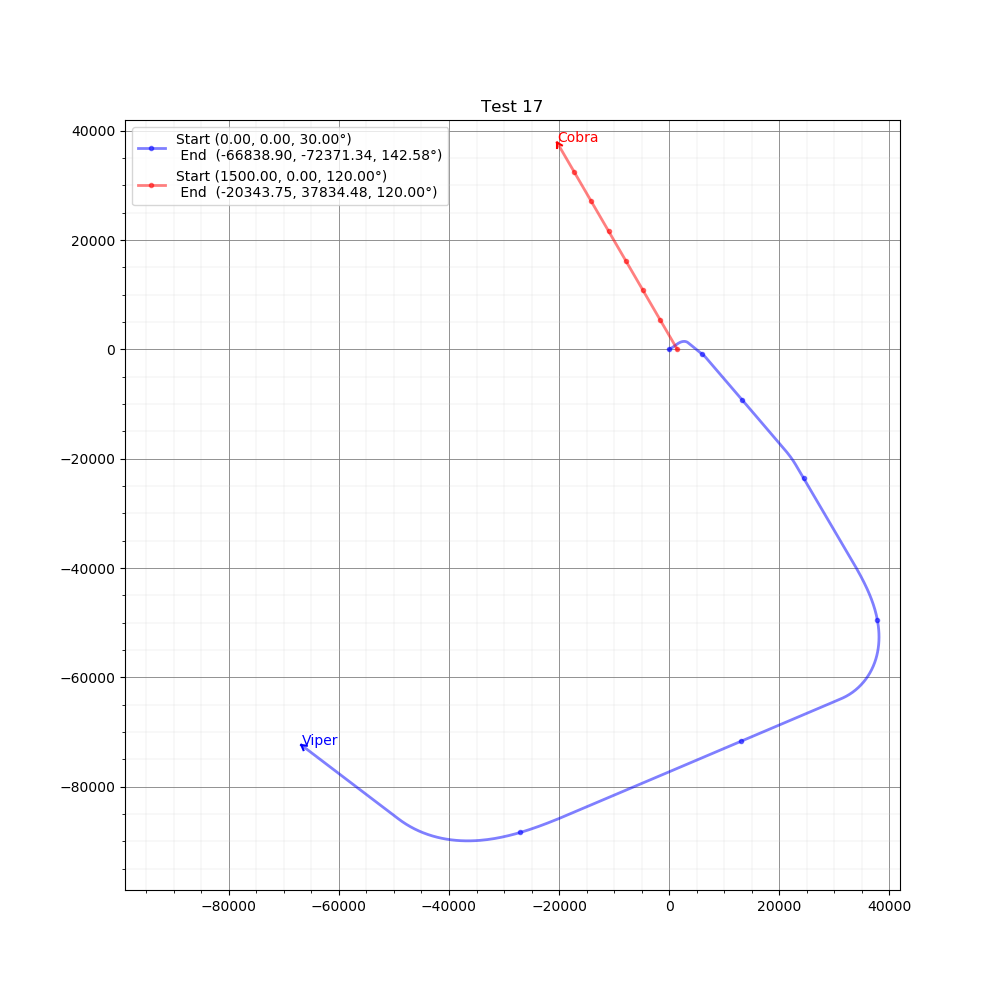 Test 17
Start (0.00, 0.00, 30.00°)
End (-66838.90, -72371.34, 142.58°)
Start (1500.00, 0.00, 120.00°)
End (-20343.75, 37834.48, 120.00°)
Cobra
Viper
40000
20000
0
−20000
−40000
−60000
−80000
−80000
−60000
−40000
−20000
0
20000
40000